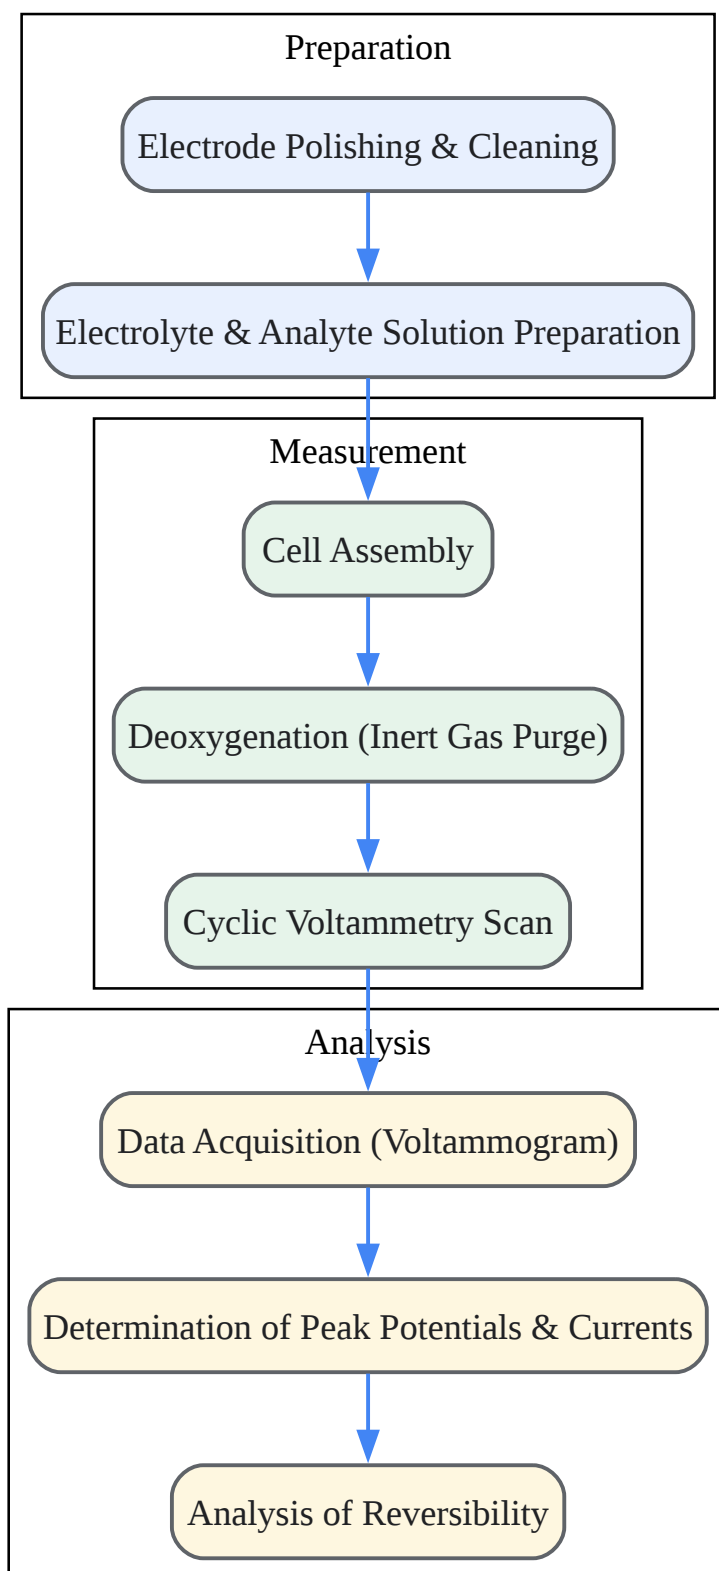 Preparation
Electrode Polishing & Cleaning
Electrolyte & Analyte Solution Preparation
Measurement
Cell Assembly
Deoxygenation (Inert Gas Purge)
Cyclic Voltammetry Scan
Analysis
Data Acquisition (Voltammogram)
Determination of Peak Potentials & Currents
Analysis of Reversibility